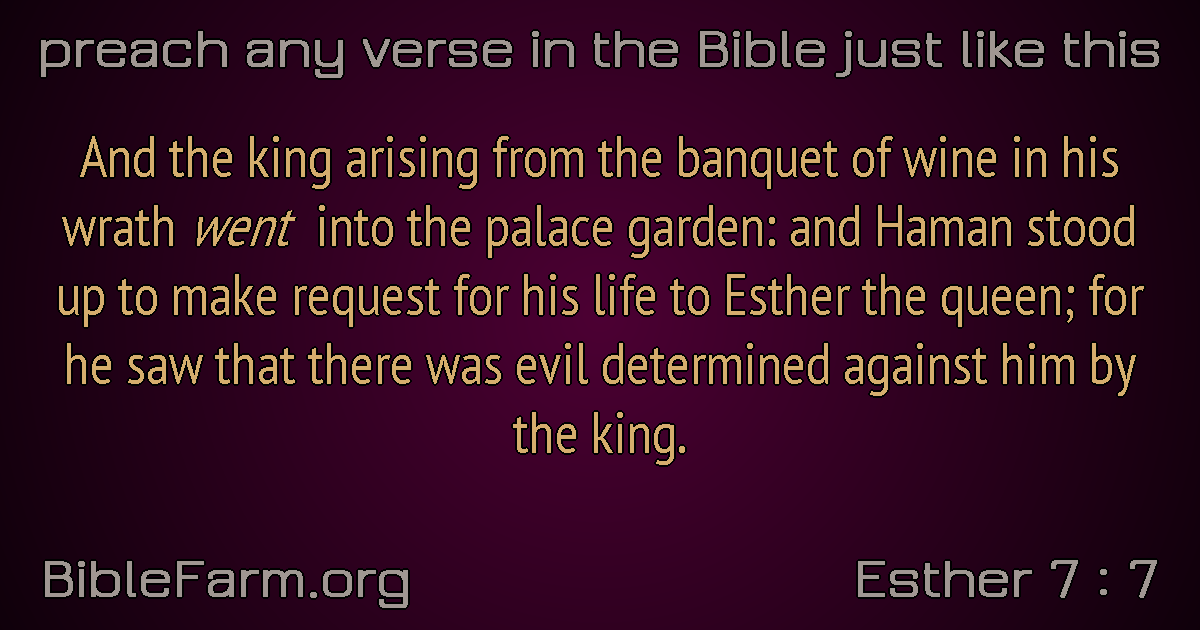 preach any verse in the Bible just like this
And the king arising from the banquet of wine in his
wrath went into the palace garden: and Haman stood
up to make request for his life to Esther the queen; for
he saw that there was evil determined against him by
the king.
BibleFarm.org
Esther 7 : 7